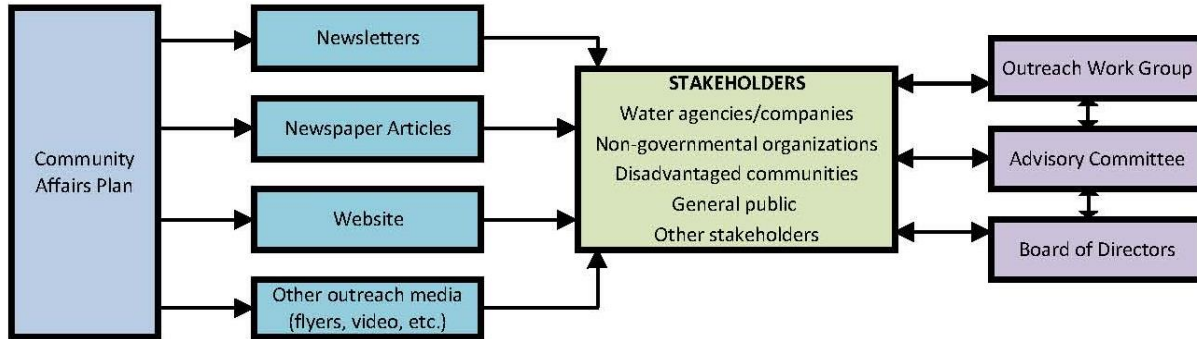 Community
Affairs Plan
Newsletters
Newspaper Articles
Website
Other outreach media
(flyers, video, etc.)
STAKEHOLDERS
Water agencies/companies
Non-governmental organizations
Disadvantaged communities
General public
Other stakeholders
Outreach Work Group
Advisory Committee
Board of Directors